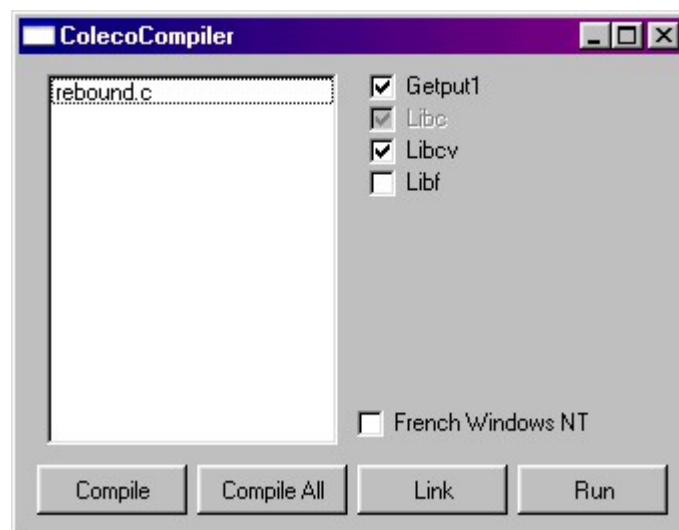 ColecoCompiler
rebound.c
Getput1
Libc
Libcv
Libf
French Windows NT
Compile
Compile All
Link
Run